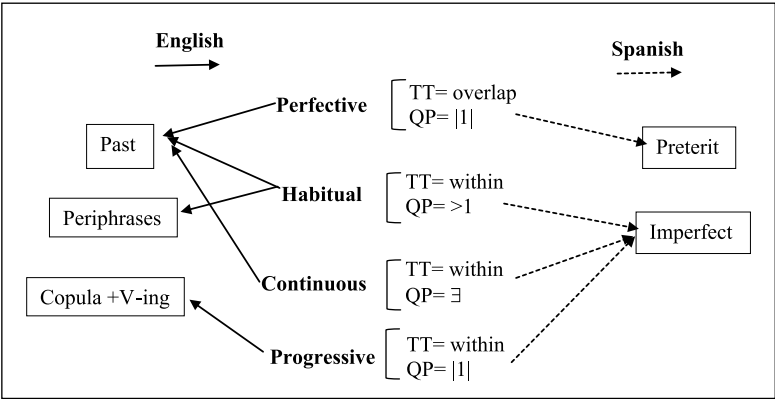 English
Spanish
Perfective
TT= overlap
QP= |1|
Past
Preterit
Habitual
TT= within
QP= >1
Periphrases
Imperfect
Continuous
TT= within
QP= ∃
Copula +V-ing
Progressive
TT= within
QP= |1|